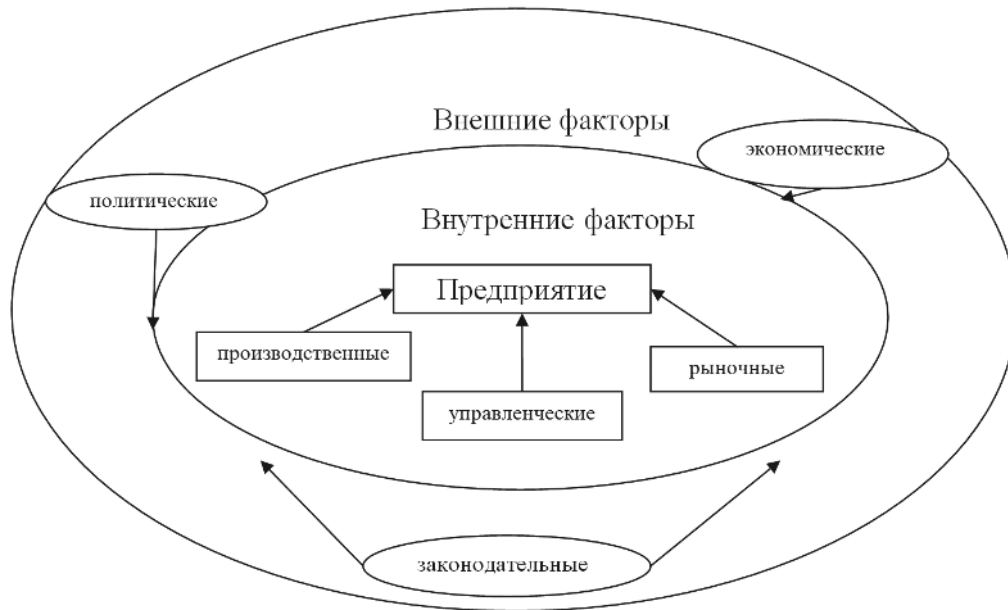 Внешние факторы
экономические
политические
Внутренние факторы
Предприятие
производственные
рыночные
управленческие
законодательные